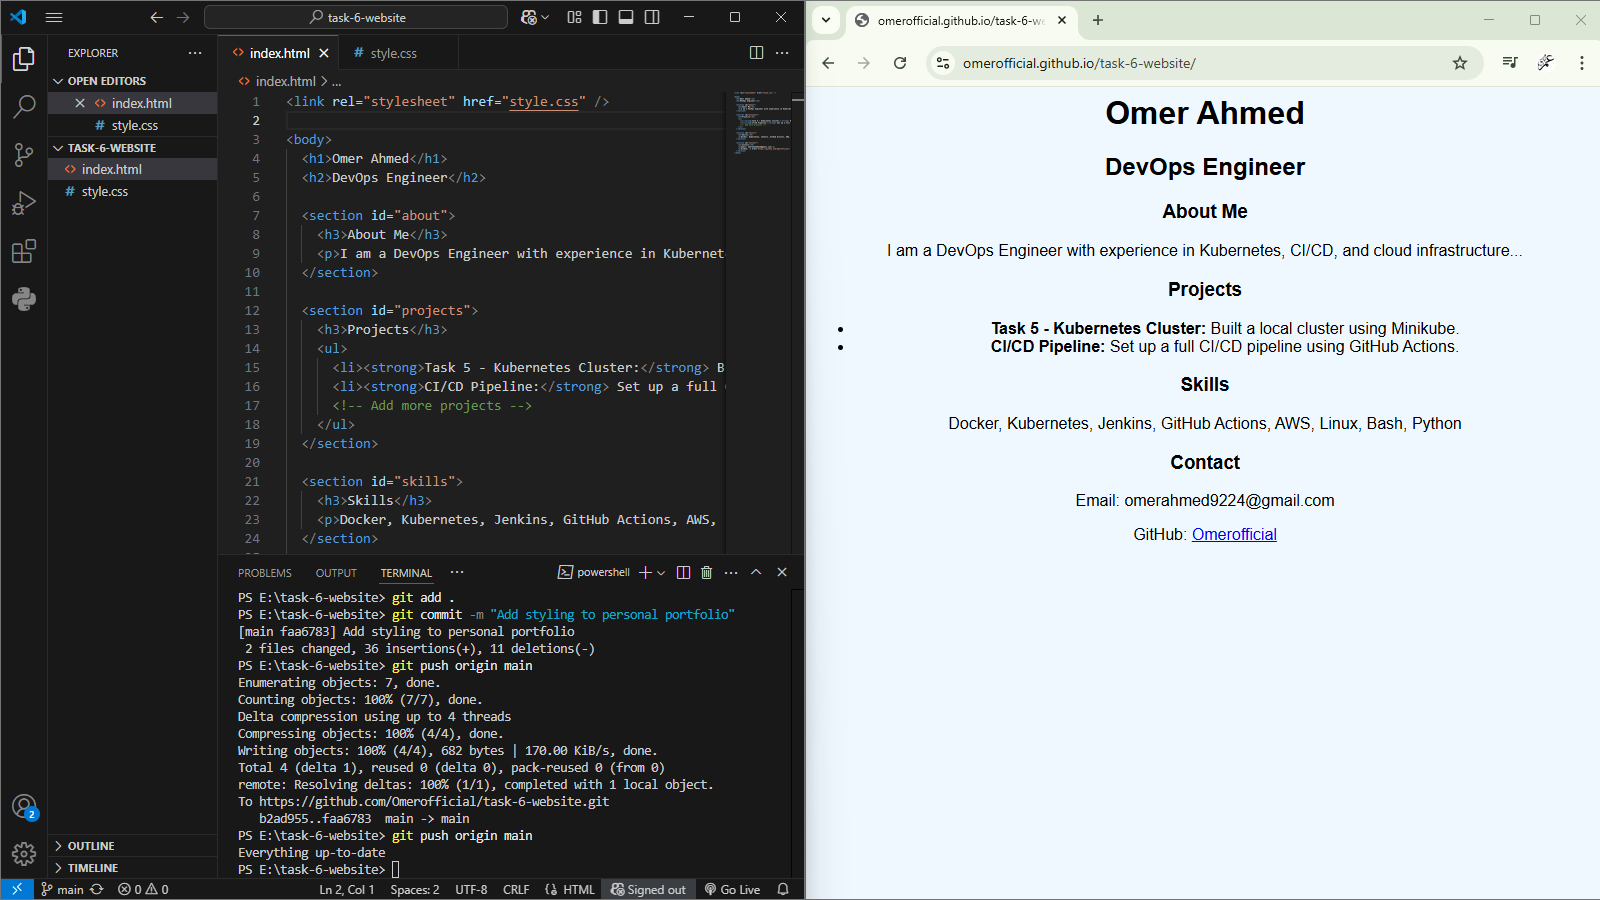 task-6-website
EXPLORER
OPEN EDITORS
index.html
style.css
TASK-6-WEBSITE
index.html
style.css
OUTLINE
TIMELINE
2
index.html
style.css
index.html > ...
1 <link rel="stylesheet" href="style.css" />
2
3 <body>
4 <h1>Omer Ahmed</h1>
5 <h2>DevOps Engineer</h2>
6
7 <section id="about">
8 <h3>About Me</h3>
9 <p>I am a DevOps Engineer with experience in Kubernet
10 </section>
11
12 <section id="projects">
13 <h3>Projects</h3>
14 <ul>
15 <li><strong>Task 5 - Kubernetes Cluster:</strong> B
16 <li><strong>CI/CD Pipeline:</strong> Set up a full
17 <!-- Add more projects -->
18 </ul>
19 </section>
20
21 <section id="skills">
22 <h3>Skills</h3>
23 <p>Docker, Kubernetes, Jenkins, GitHub Actions, AWS,
24 </section>
PROBLEMS OUTPUT TERMINAL ... powershell
PS E:\task-6-website> git add .
PS E:\task-6-website> git commit -m "Add styling to personal portfolio"
[main faa6783] Add styling to personal portfolio
2 files changed, 36 insertions(+), 11 deletions(-)
PS E:\task-6-website> git push origin main
Enumerating objects: 7, done.
Counting objects: 100% (7/7), done.
Delta compression using up to 4 threads
Compressing objects: 100% (4/4), done.
Writing objects: 100% (4/4), 682 bytes | 170.00 KiB/s, done.
Total 4 (delta 1), reused 0 (delta 0), pack-reused 0 (from 0)
remote: Resolving deltas: 100% (1/1), completed with 1 local object.
To https://github.com/Omerofficial/task-6-website.git
b2ad955..faa6783 main -> main
PS E:\task-6-website> git push origin main
Everything up-to-date
PS E:\task-6-website>
main 0 0 Ln 2, Col 1 Spaces: 2 UTF-8 CRLF HTML Signed out Go Live
omerofficial.github.io/task-6-we
omerofficial.github.io/task-6-website/
Omer Ahmed
DevOps Engineer
About Me
I am a DevOps Engineer with experience in Kubernetes, CI/CD, and cloud infrastructure...
Projects
• Task 5 - Kubernetes Cluster: Built a local cluster using Minikube.
• CI/CD Pipeline: Set up a full CI/CD pipeline using GitHub Actions.
Skills
Docker, Kubernetes, Jenkins, GitHub Actions, AWS, Linux, Bash, Python
Contact
Email: omerahmed9224@gmail.com
GitHub: Omerofficial